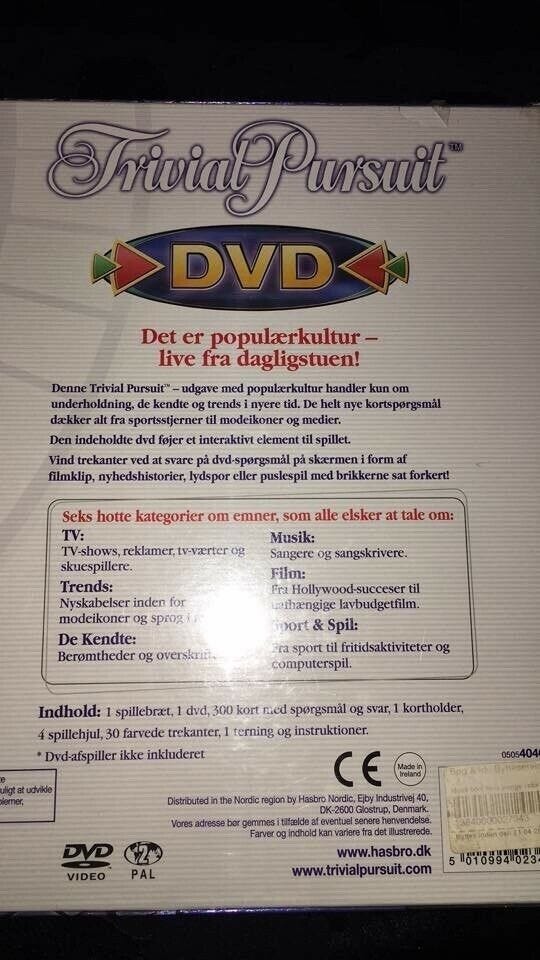 Trivial Pursuit™
DVD
Det er populærkultur –
live fra dagligstuen!
Denne Trivial Pursuit™ – udgave med populærkultur handler kun om
underholdning, de kendte og trends i nyere tid. De helt nye kortspørgsmål
dækker alt fra sportsstjerner til modeikoner og medier.
Den indeholdte dvd føjer et interaktivt element til spillet.
Vind trekanter ved at svare på dvd-spørgsmål på skærmen i form af
filmklip, nyhedshistorier, lydspor eller puslespil med brikkerne sat forkert!
Seks hotte kategorier om emner, som alle elsker at tale om:
TV:
TV-shows, reklamer, tv-værter og
skuespillere.
Trends:
Nyskabelser inden for
modeikoner og sprog i
De Kendte:
Berømtheder og
Musik:
Sangere og sangskrivere.
Film:
Fra Hollywood-succeser til
uafhængige lavbudgetfilm.
Sport & Spil:
Fra sport til fritidsaktiviteter og
computerspil.
Indhold: 1 spillebræt, 1 dvd, 300 kort med spørgsmål og svar, 1 kortholder,
4 spillehjul, 30 farvede trekanter, 1 terning og instruktioner.
* Dvd-afspiller ikke inkluderet
CE
Made in
Ireland
Distributed in the Nordic region by Hasbro Nordic, Ejby Industrivej 40,
DK-2600 Glostrup, Denmark.
Vores adresse bør gemmes i tilfælde af eventuel senere henvendelse.
Farver og indhold kan variere fra det illustrerede.
www.hasbro.dk
www.trivialpursuit.com
DVD
VIDEO
2
PAL
at udvikle
5 010994 0234